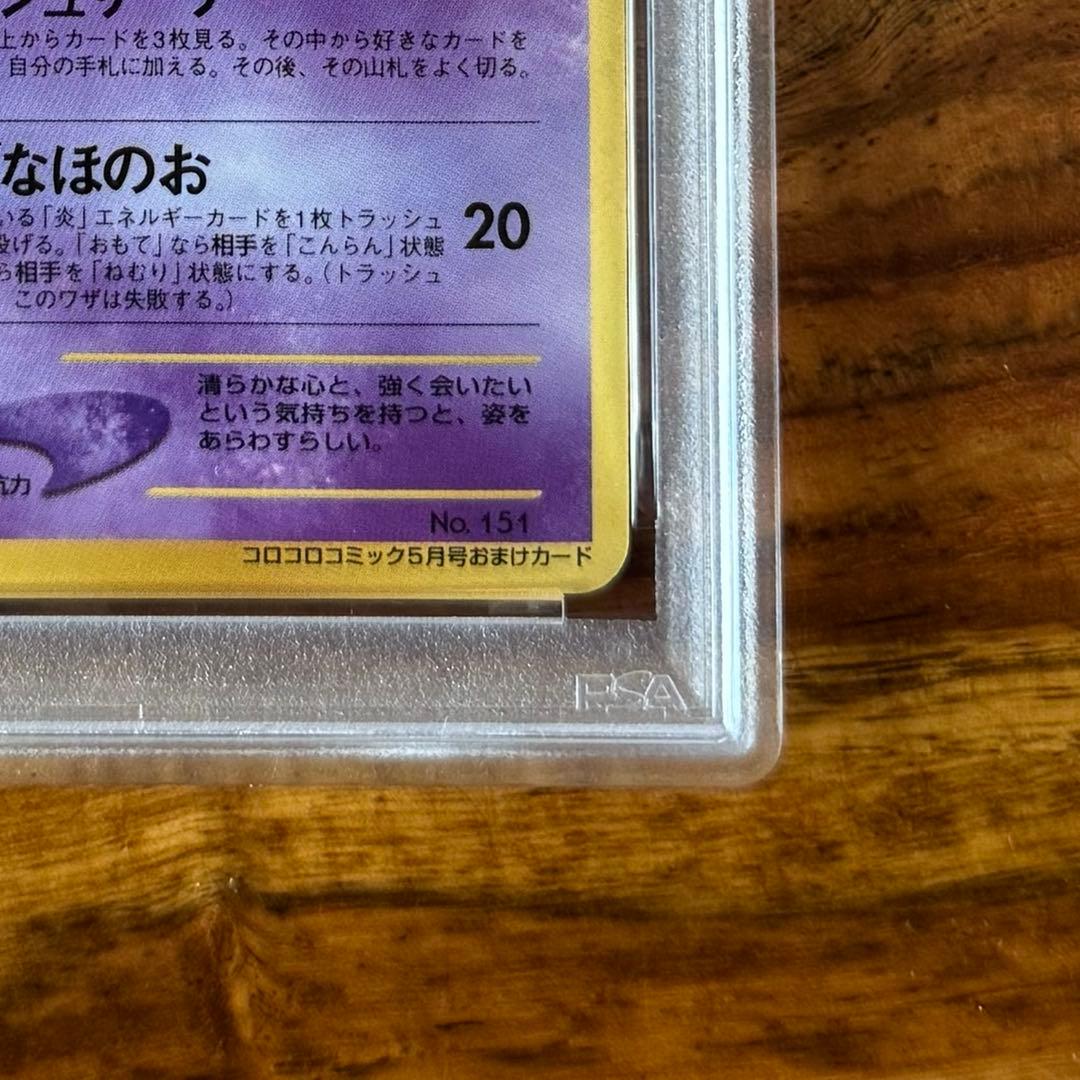 上からカードを3枚見る。その中から好きなカードを
自分の手札に加える。その後、その山札をよく切る。
なほのお
いる「炎」エネルギーカードを1枚トラッシュ
投げる。「おもて」なら相手を「こんらん」状態
ら相手を「ねむり」状態にする。(トラッシュ
このワザは失敗する。)
20
清らかな心と、強く会いたい
という気持ちを持つと、姿を
あらわすらしい。
抗力
No. 151
コロコロコミック5月号おまけカード
PSA